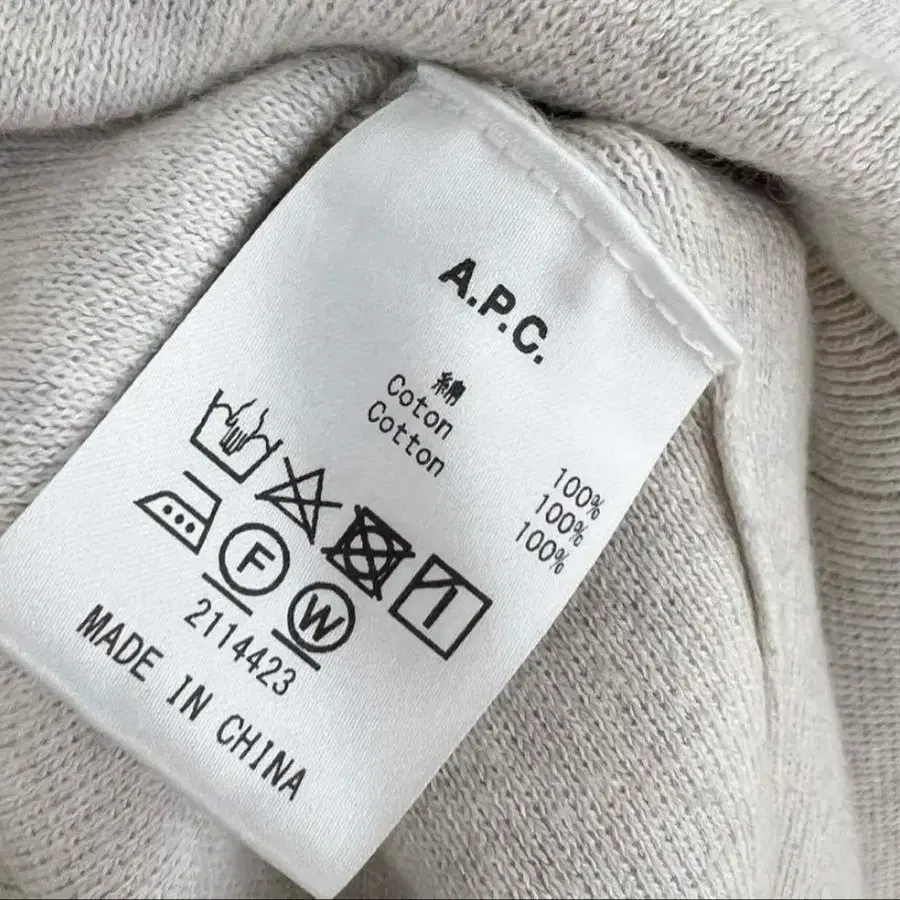 A.P.C.
綿 100%
Coton 100%
Cotton 100%
F
W
2114423
MADE IN CHINA